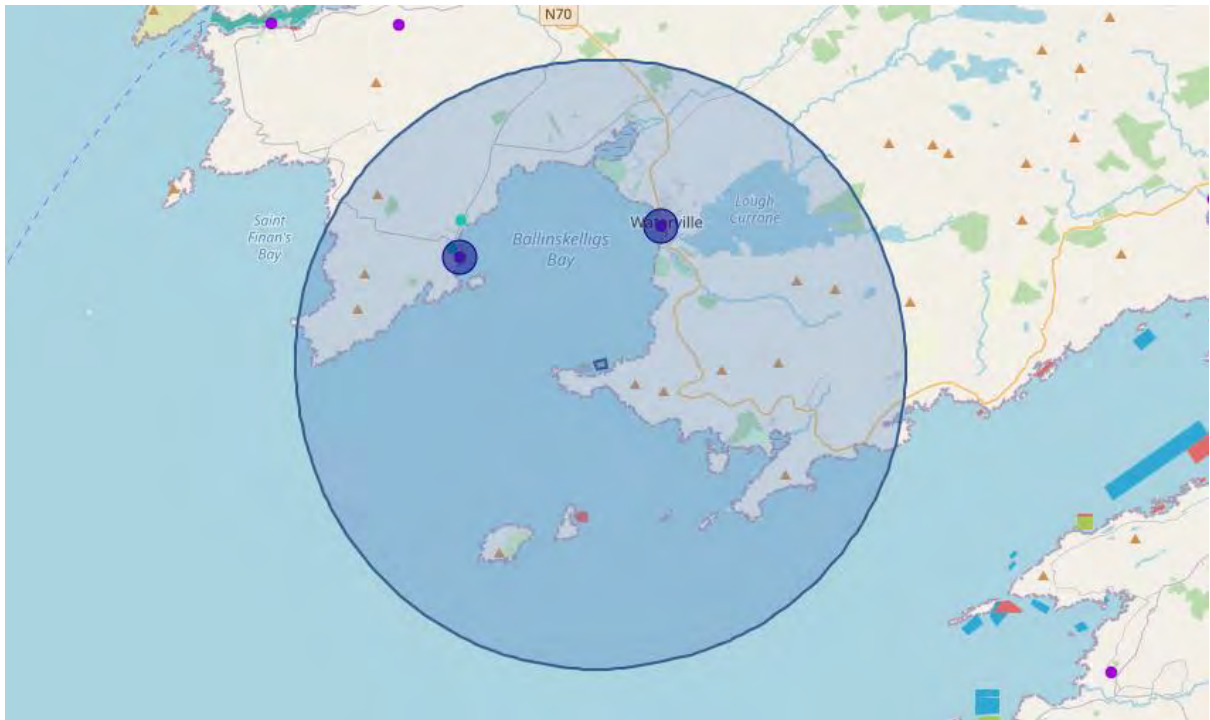 N70
Saint
Finan's
Bay
Ballinskelligs
Bay
Waterville
Lough
Currane